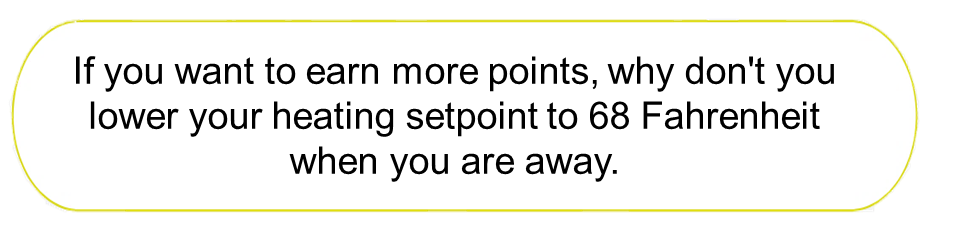 If you want to earn more points, why don't you
lower your heating setpoint to 68 Fahrenheit
when you are away.